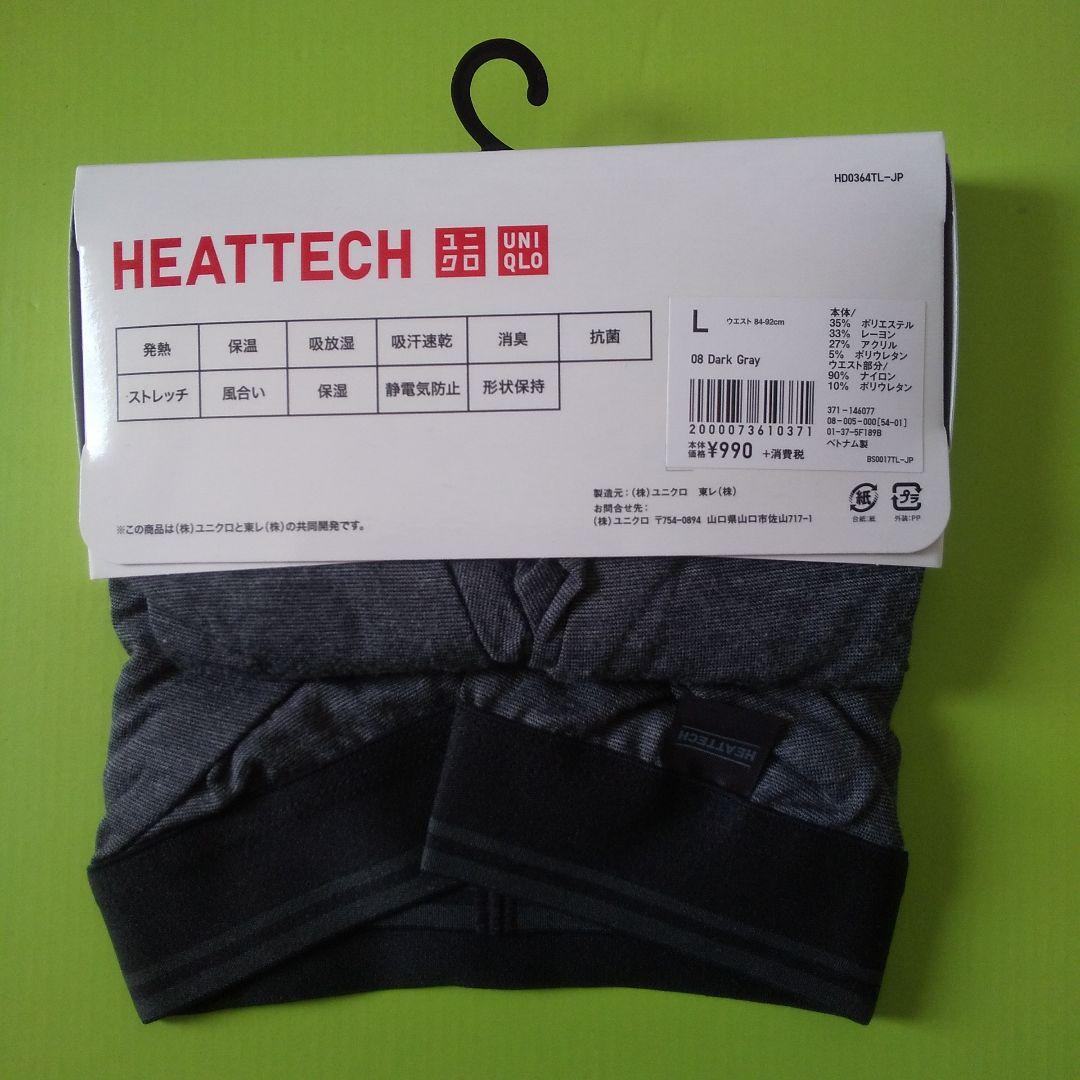 HD0364TL-JP
HEATTECH ユニクロ UNIQLO
発熱 保温 吸放湿 吸汗速乾 消臭 抗菌
ストレッチ 風合い 保湿 静電気防止 形状保持
L ウエスト 84-92cm
08 Dark Gray
2000073610371
本体価格 ¥990 +消費税
本体/
35% ポリエステル
33% レーヨン
27% アクリル
5% ポリウレタン
ウエスト部分/
90% ナイロン
10% ポリウレタン
371-146077
08-005-000[54-01]
01-37-5F189B
ベトナム製
BS0017TL-JP
製造元:(株)ユニクロ 東レ(株)
お問合せ先:
(株)ユニクロ 〒754-0894 山口県山口市佐山717-1
紙 プラ
台紙:紙 外装:PP
※この商品は(株)ユニクロと東レ(株)の共同開発です。
HEATTECH